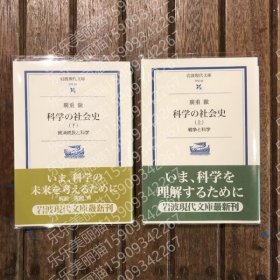 岩波現代文庫
廣重 徹
科学の社会史
(下)
経済成長と科学
いま、科学の
未来を考えるために
岩波現代文庫最新刊
岩波現代文庫
廣重 徹
科学の社会史
(上)
戦争と科学
いま、科学を
理解するために
岩波現代文庫最新刊